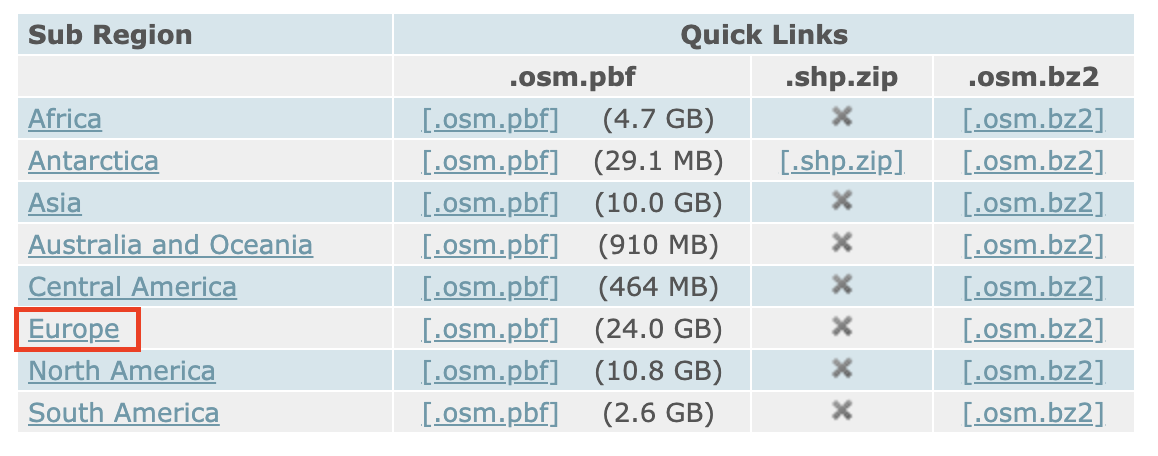 Sub Region Quick Links
.osm.pbf .shp.zip .osm.bz2
Africa [.osm.pbf] (4.7 GB) ✖ [.osm.bz2]
Antarctica [.osm.pbf] (29.1 MB) [.shp.zip] [.osm.bz2]
Asia [.osm.pbf] (10.0 GB) ✖ [.osm.bz2]
Australia and Oceania [.osm.pbf] (910 MB) ✖ [.osm.bz2]
Central America [.osm.pbf] (464 MB) ✖ [.osm.bz2]
Europe [.osm.pbf] (24.0 GB) ✖ [.osm.bz2]
North America [.osm.pbf] (10.8 GB) ✖ [.osm.bz2]
South America [.osm.pbf] (2.6 GB) ✖ [.osm.bz2]